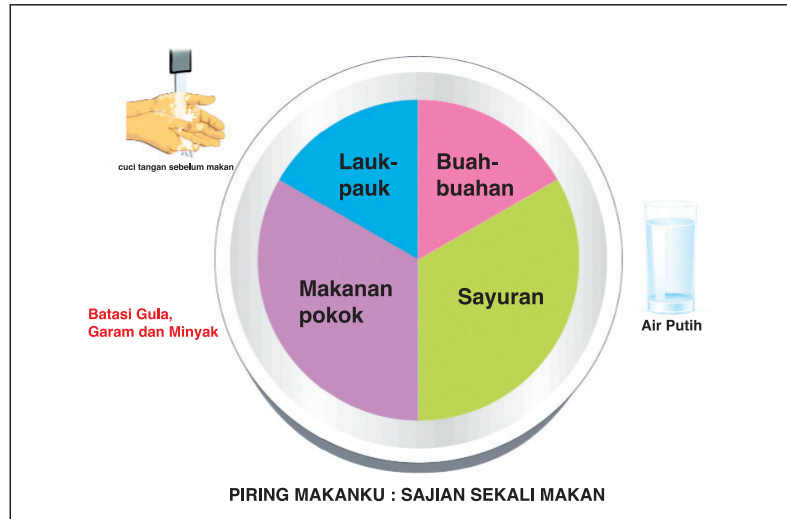 cuci tangan sebelum makan
Lauk-
pauk
Buah-
buahan
Makanan
pokok
Sayuran
Batasi Gula,
Garam dan Minyak
Air Putih
PIRING MAKANKU : SAJIAN SEKALI MAKAN